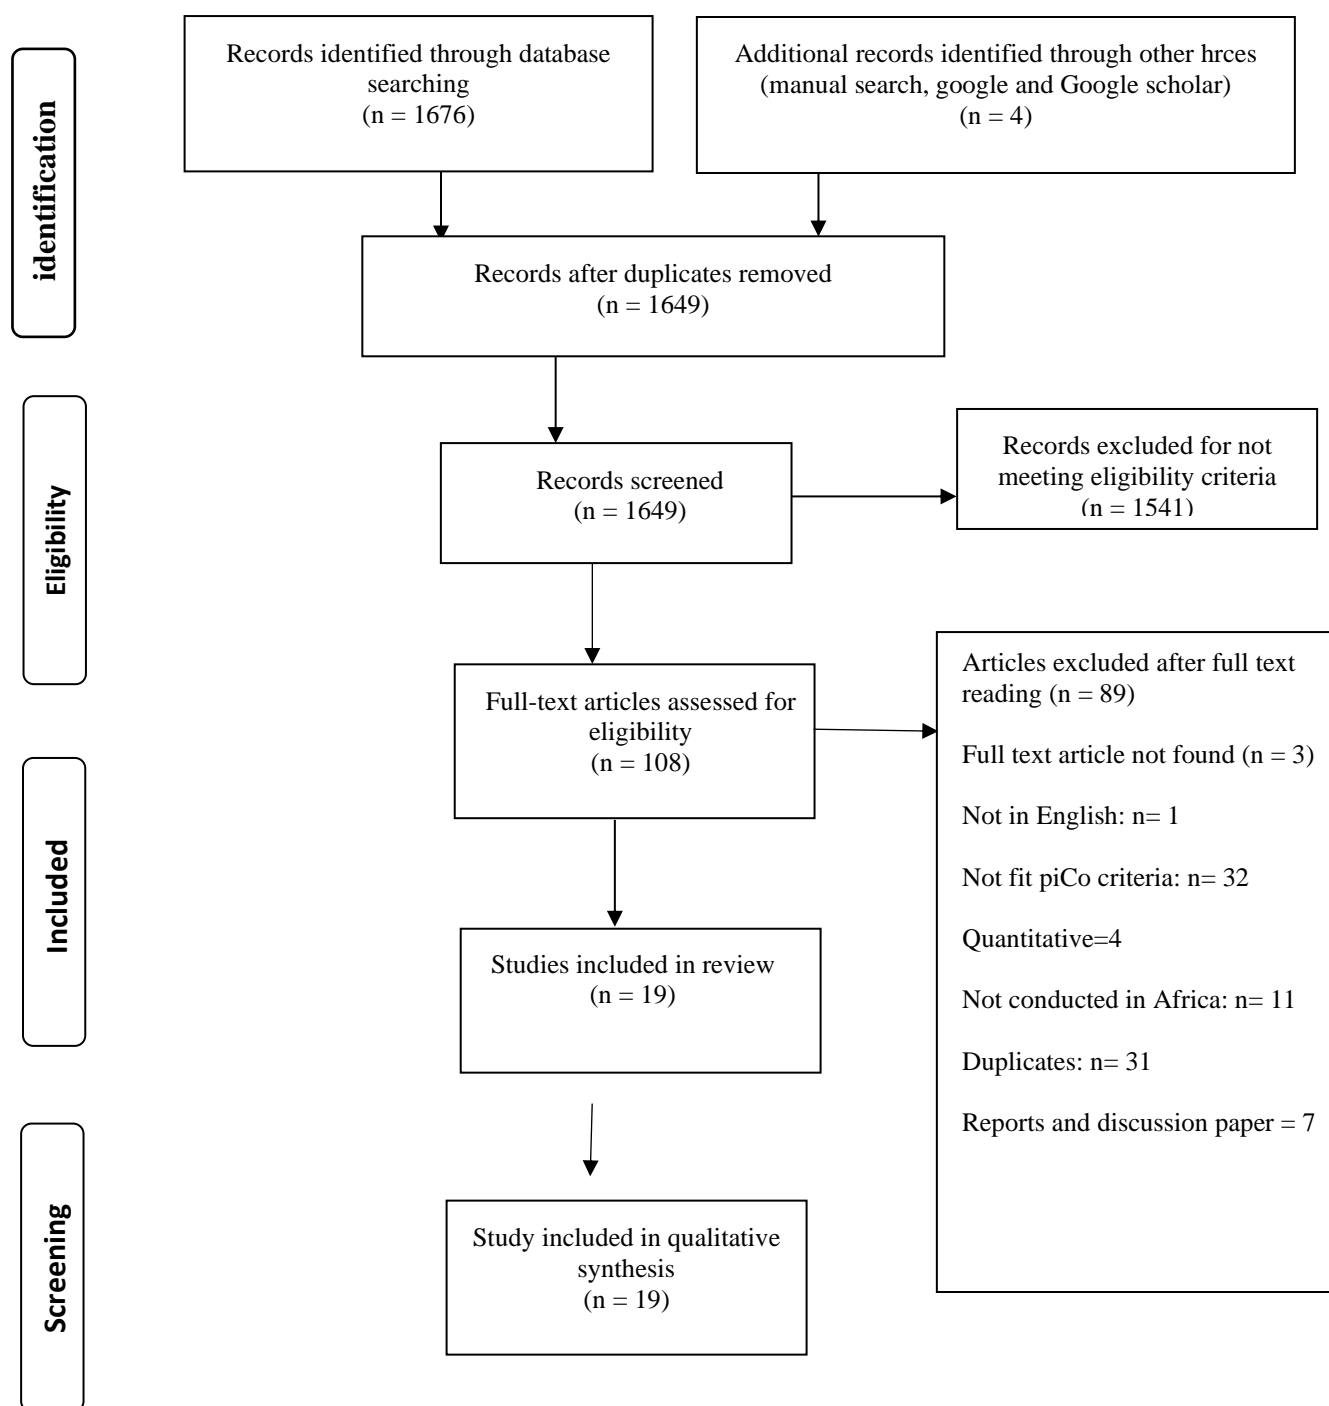 identification
Records identified through database
searching
(n = 1676)
Additional records identified through other hrces
(manual search, google and Google scholar)
(n = 4)
Records after duplicates removed
(n = 1649)
Eligibility
Records screened
(n = 1649)
Records excluded for not
meeting eligibility criteria
(n = 1541)
Full-text articles assessed for
eligibility
(n = 108)
Articles excluded after full text
reading (n = 89)
Full text article not found (n = 3)
Not in English: n= 1
Not fit piCo criteria: n= 32
Quantitative=4
Not conducted in Africa: n= 11
Duplicates: n= 31
Reports and discussion paper = 7
Included
Studies included in review
(n = 19)
Screening
Study included in qualitative
synthesis
(n = 19)